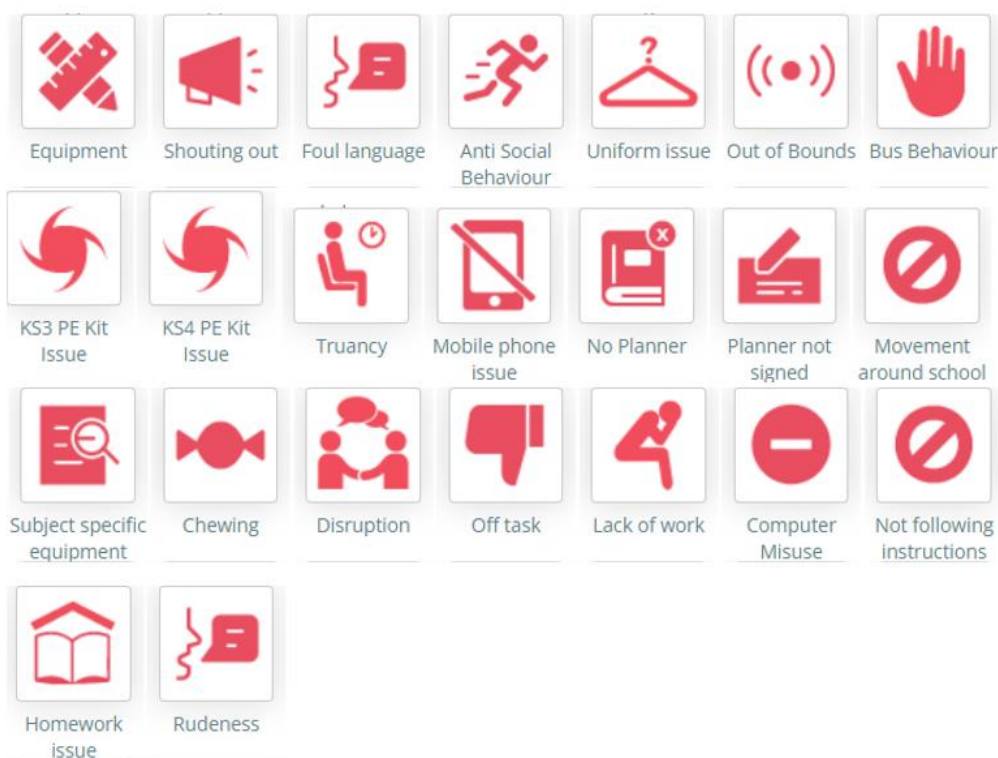 Equipment
Shouting out
Foul language
Anti Social
Behaviour
Uniform issue
Out of Bounds
Bus Behaviour
KS3 PE Kit
Issue
KS4 PE Kit
Issue
Truancy
Mobile phone
issue
No Planner
Planner not
signed
Movement
around school
Subject specific
equipment
Chewing
Disruption
Off task
Lack of work
Computer
Misuse
Not following
instructions
Homework
issue
Rudeness